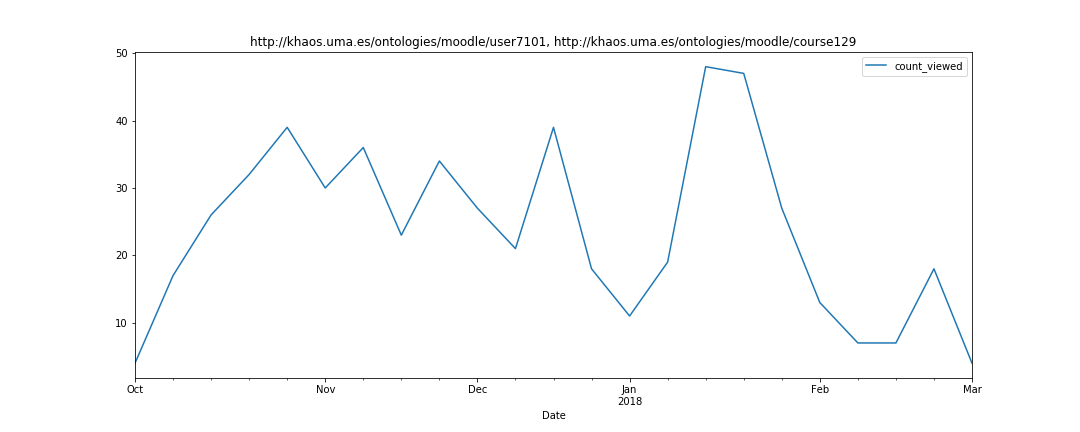 http://khaos.uma.es/ontologies/moodle/user7101, http://khaos.uma.es/ontologies/moodle/course129
count_viewed
50
40
30
20
10
Oct Nov Dec Jan Feb Mar
2018
Date